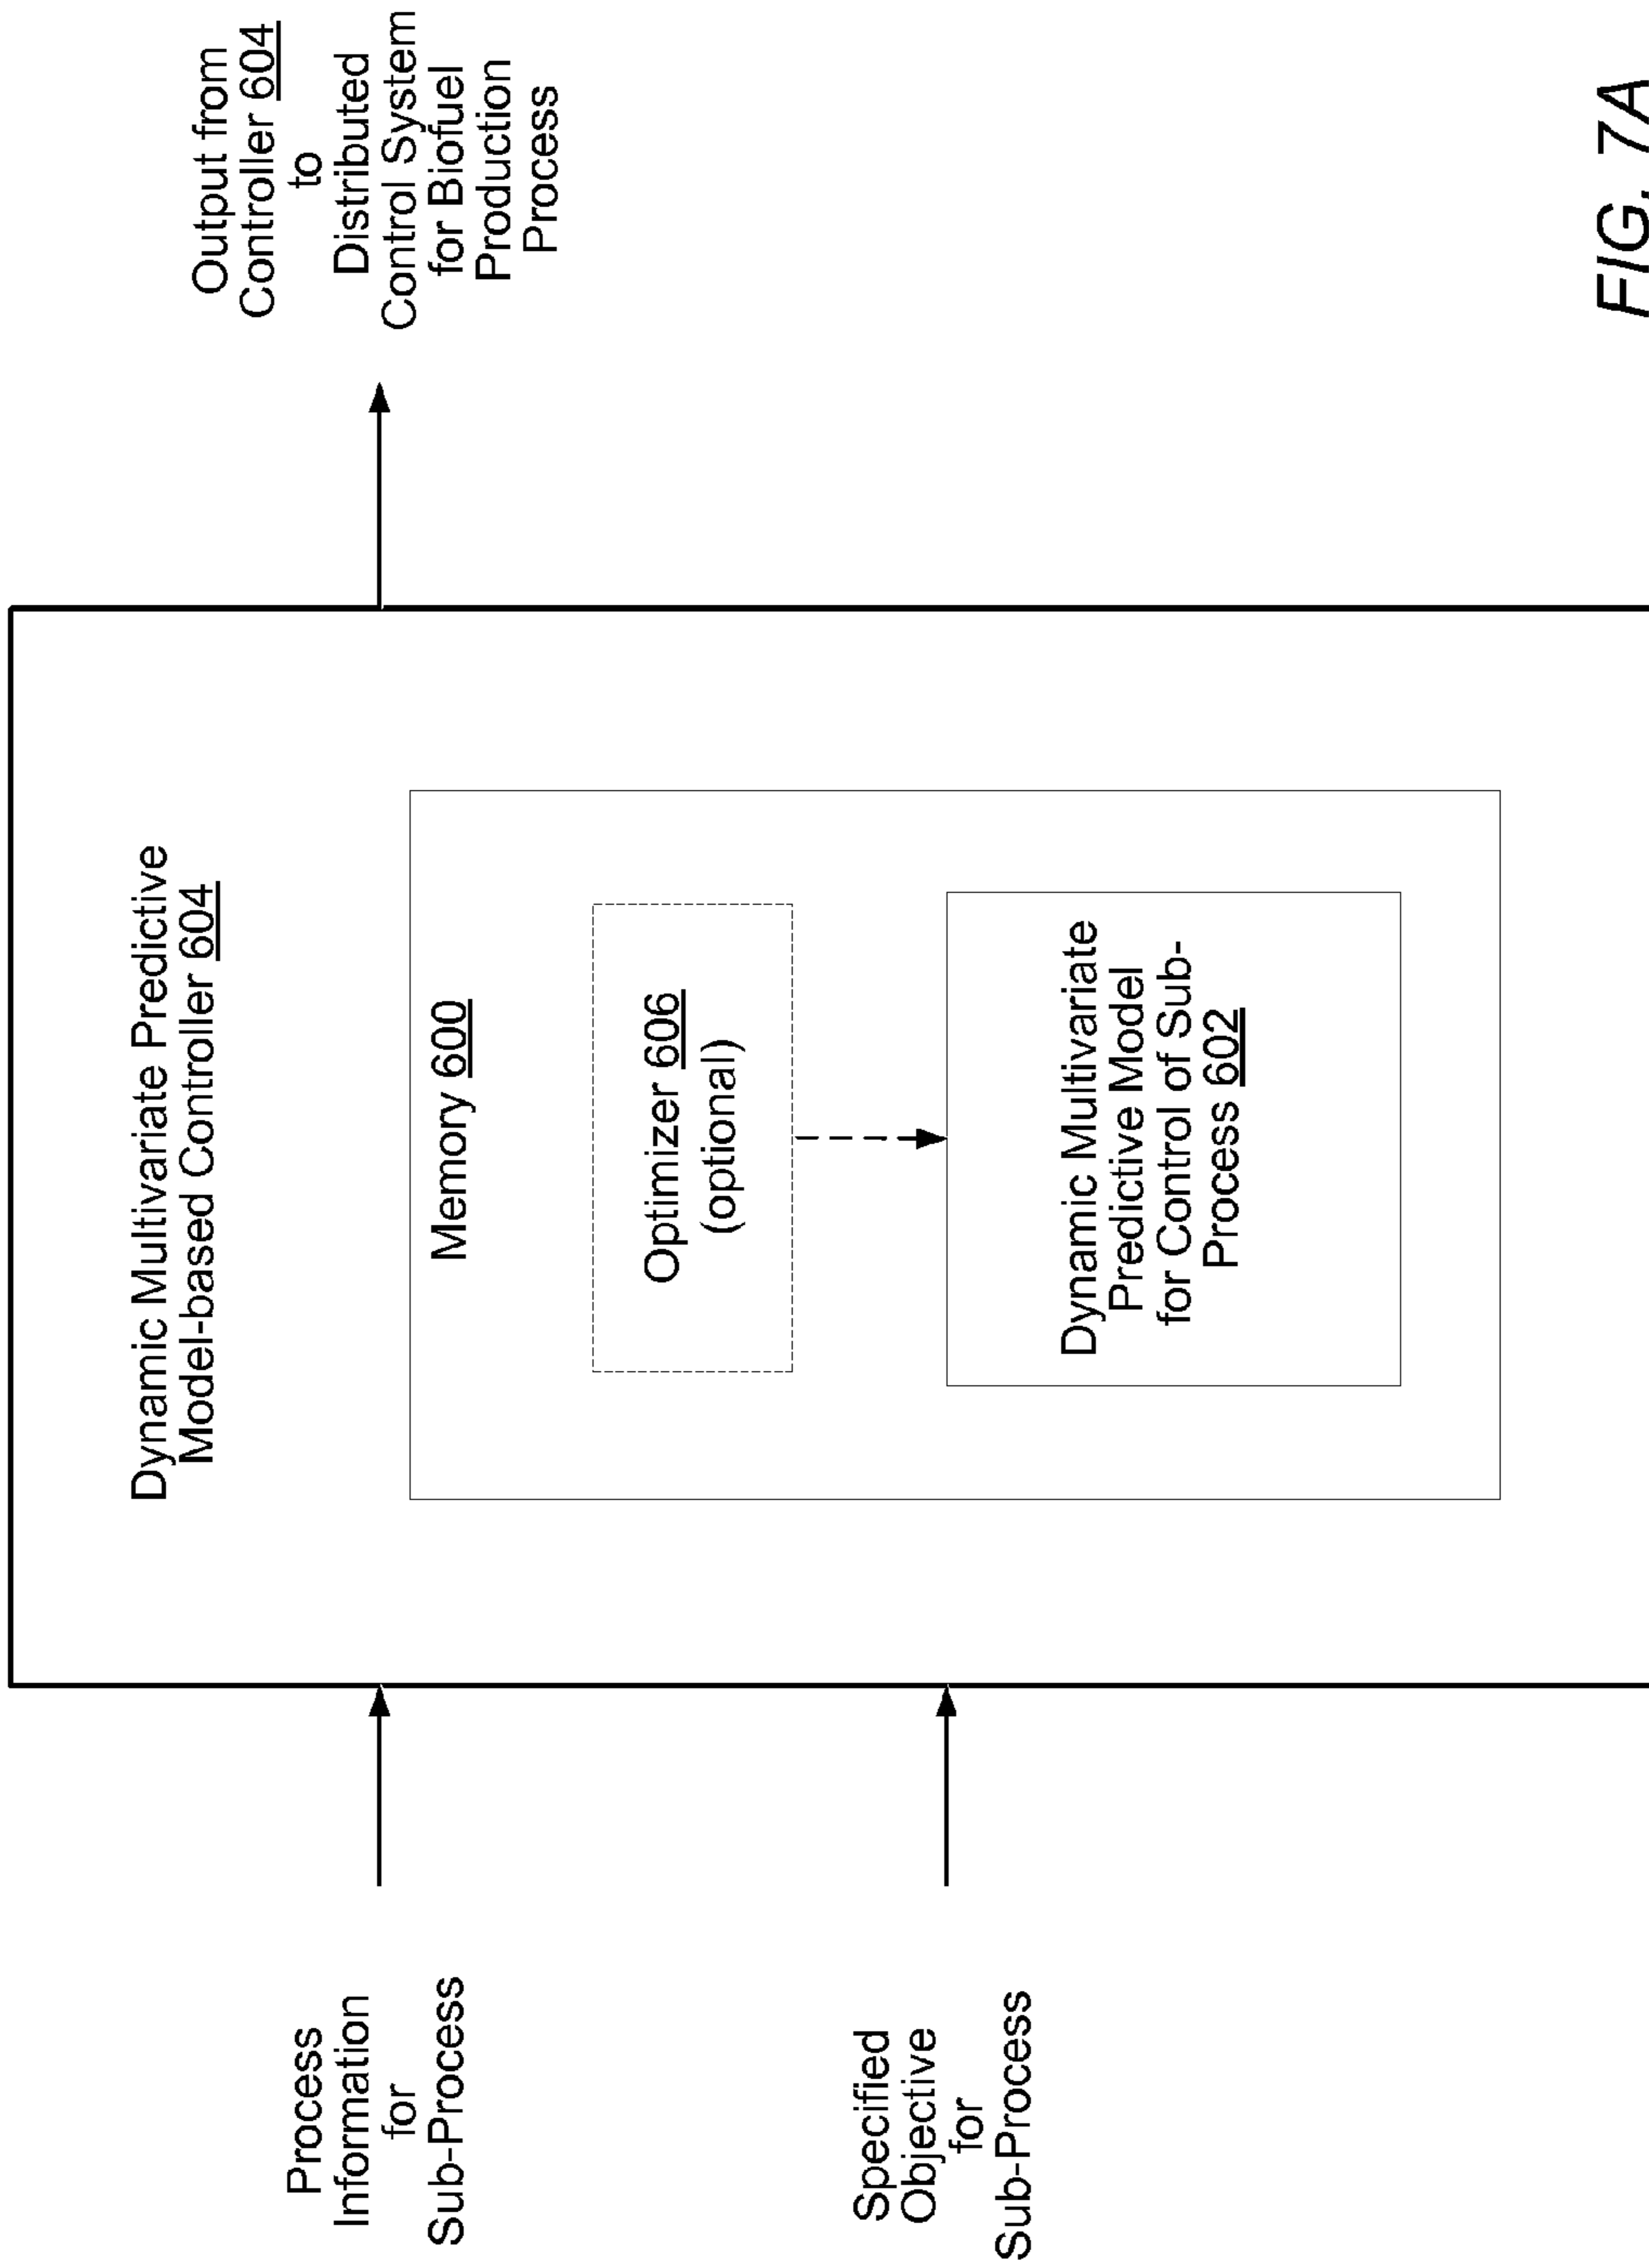 Dynamic Multivariate Predictive
Model-based Controller 604
Process
Information
for
Sub-Process
Specified
Objective
for
Sub-Process
Memory 600
Optimizer 606
(optional)
Dynamic Multivariate
Predictive Model
for Control of Sub-
Process 602
Output from
Controller 604
to
Distributed
Control System
for Biofuel
Production
Process
FIG. 7A